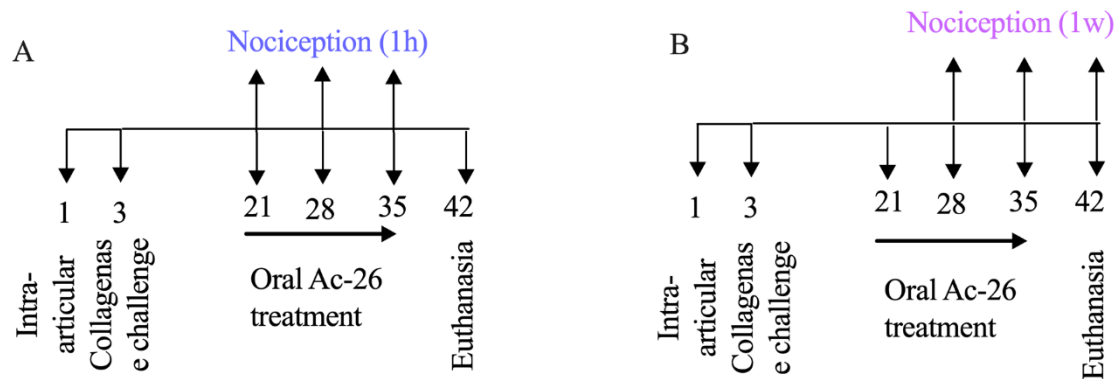 A
Nociception (1h)
1
3
21
28
35
42
Intra-
articular
Collagenas
e challenge
Oral Ac-26
treatment
Euthanasia
B
Nociception (1w)
1
3
21
28
35
42
Intra-
articular
Collagenas
e challenge
Oral Ac-26
treatment
Euthanasia